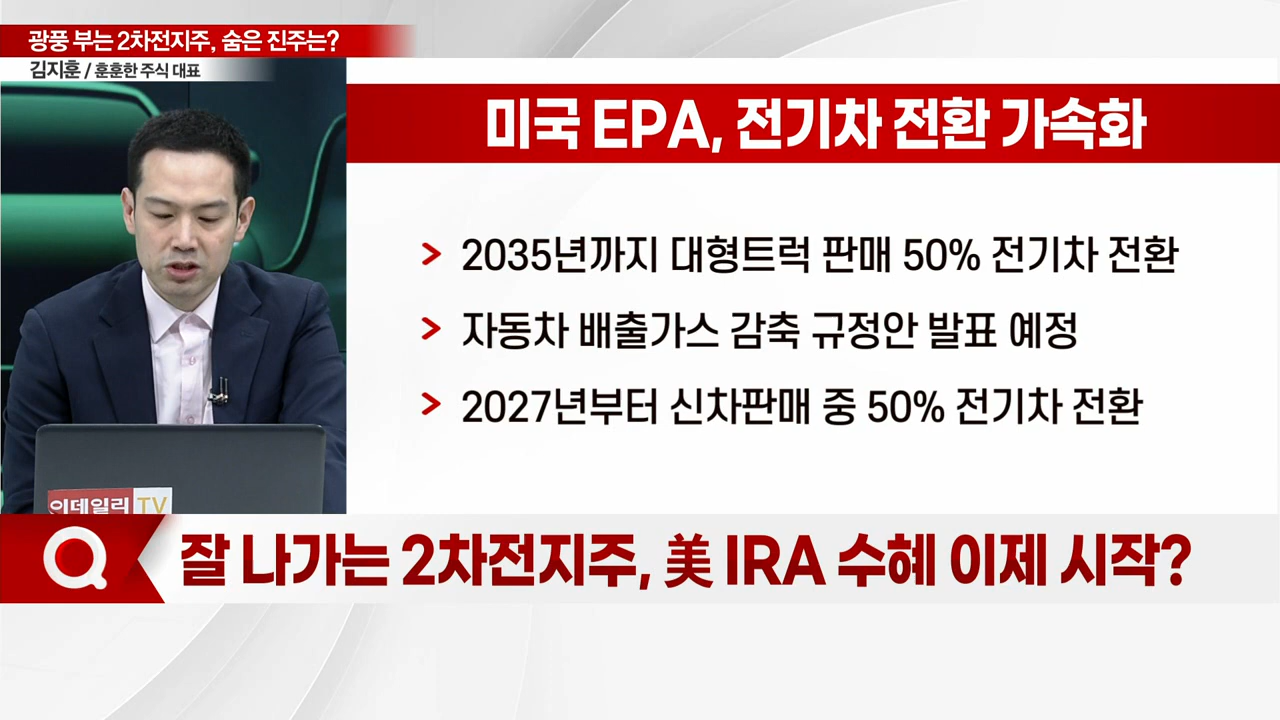 광풍 부는 2차전지주, 숨은 진주는?
김지훈 / 훈훈한 주식 대표
미국 EPA, 전기차 전환 가속화
> 2035년까지 대형트럭 판매 50% 전기차 전환
> 자동차 배출가스 감축 규정안 발표 예정
> 2027년부터 신차판매 중 50% 전기차 전환
이데일리 TV
Q 잘 나가는 2차전지주, 美 IRA 수혜 이제 시작?